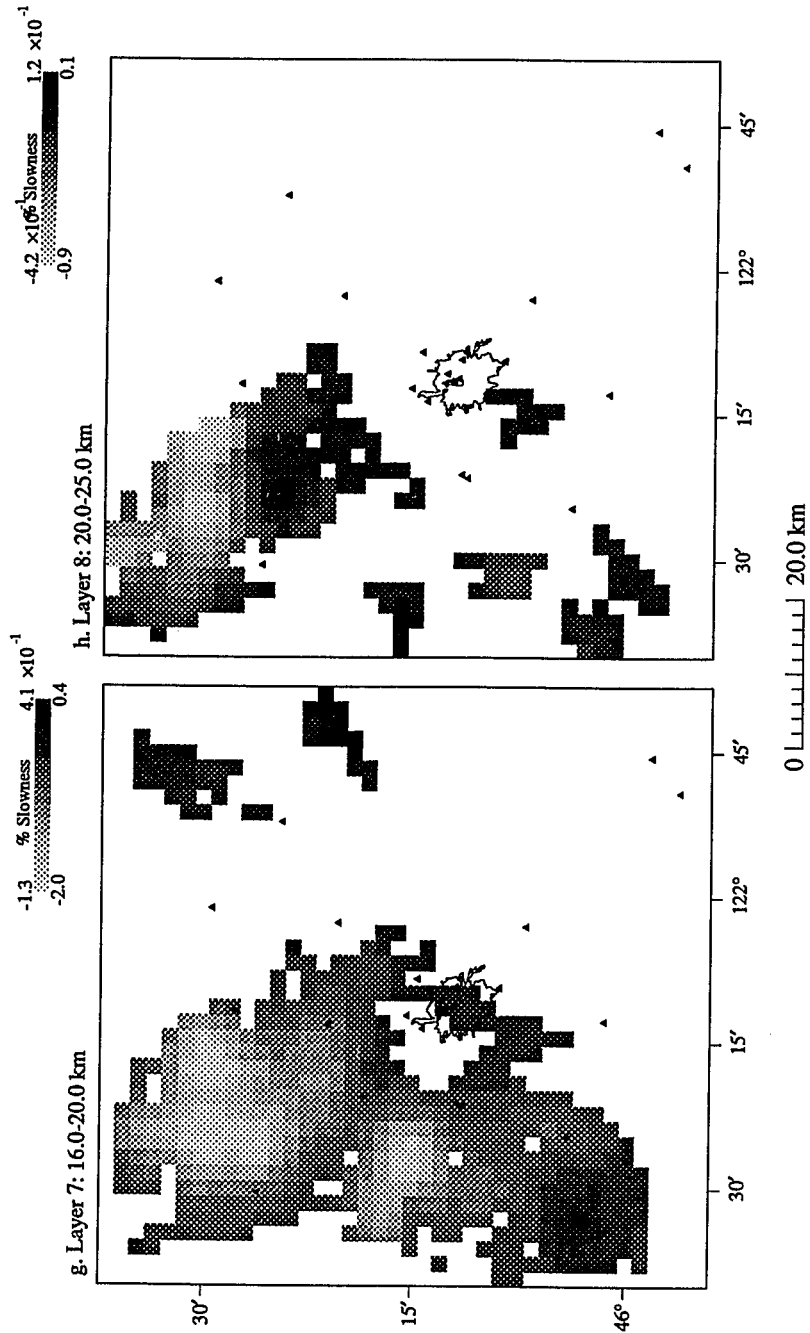 g. Layer 7: 16.0-20.0 km
-1.3 % Slowness 4.1 ×10⁻¹
-2.0 0.4
30′
15′
46°
30′
15′
122°
45′
h. Layer 8: 20.0-25.0 km
-4.2 ×10⁻¹ % Slowness 1.2 ×10⁻¹
-0.9 0.1
30′
15′
122°
45′
0 20.0 km